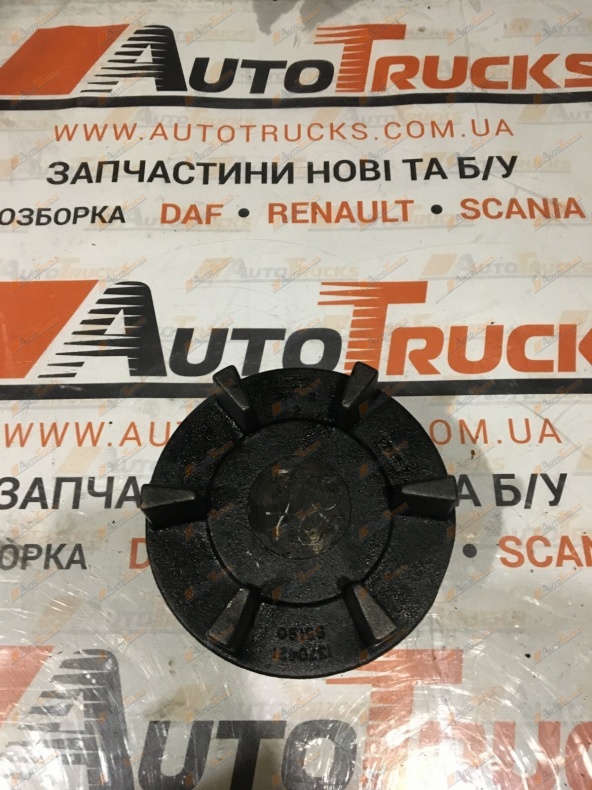 AUTOTRUCKS
WWW.AUTOTRUCKS.COM.UA
ЗАПЧАСТИНИ НОВІ ТА Б/У
ОЗБОРКА DAF • RENAULT • SCANIA
AUTOTRUCKS
WWW.AU .COM.UA
ЗАПЧА ТА Б/У
ОРКА D SCAN
AUTOTRUCKS